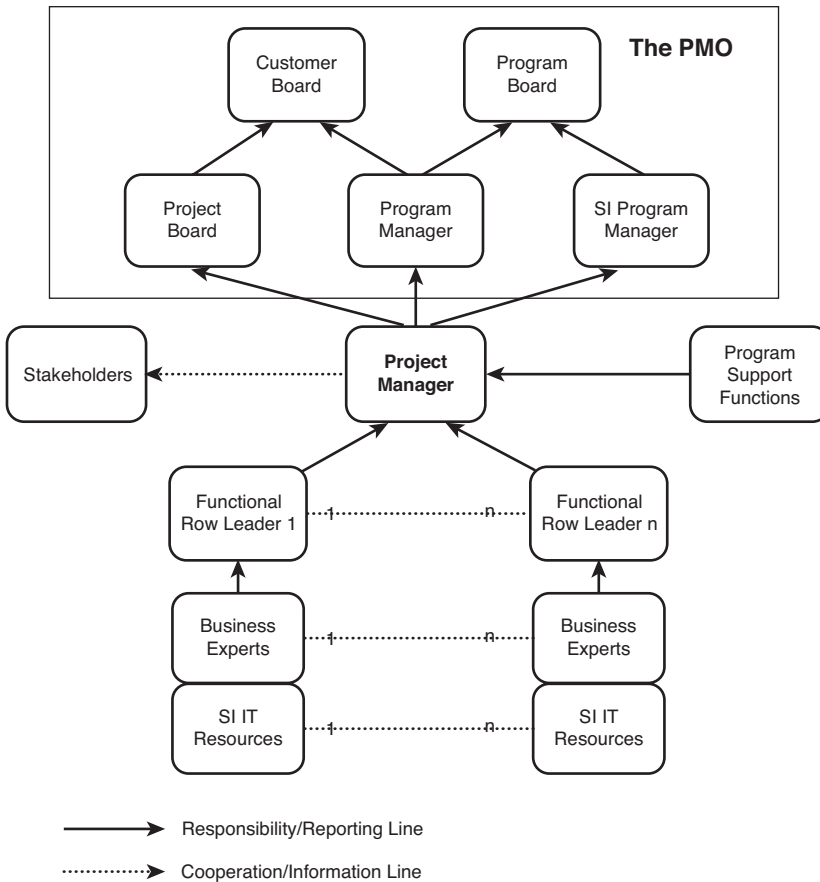 The PMO
Customer
Board
Program
Board
Project
Board
Program
Manager
SI Program
Manager
Stakeholders
Project
Manager
Program
Support
Functions
Functional
Row Leader 1
1
n
Functional
Row Leader n
Business
Experts
1
n
Business
Experts
SI IT
Resources
1
n
SI IT
Resources
Responsibility/Reporting Line
Cooperation/Information Line